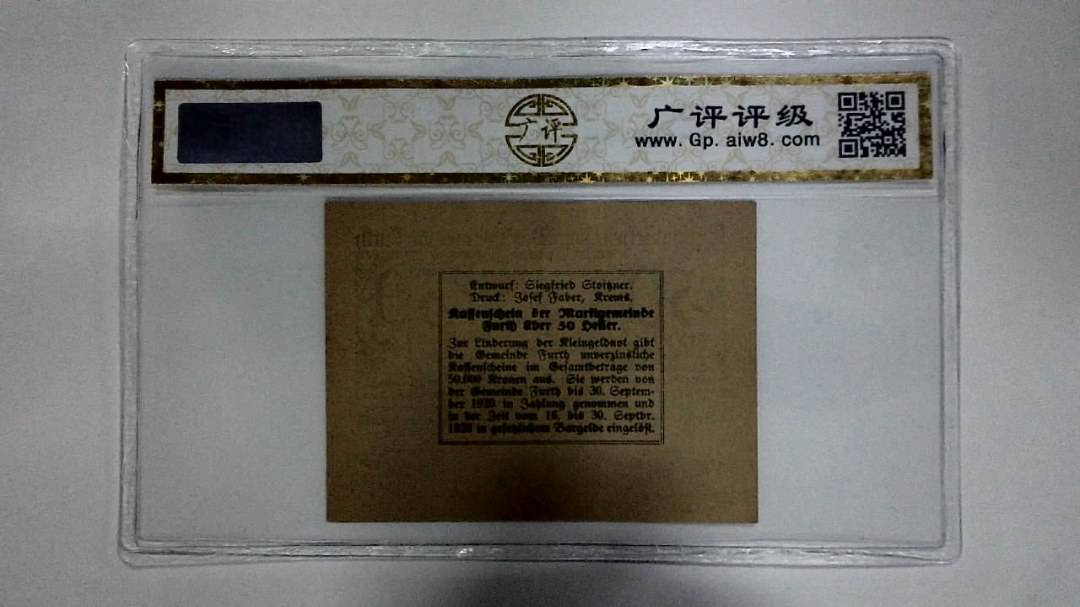 广评
广评评级
www.Gp.aiw8.com
Entwurf: Siegfried Stoitzner.
Druck: Josef Faber, Krems.
Kassenschein der Marktgemeinde
Furth über 50 Heller.
Zur Linderung der Kleingeldnot gibt
die Gemeinde Furth unverzinsliche
Kassenscheine im Gesamtbetrage von
50.000 Kronen aus. Sie werden von
der Gemeinde Furth bis 30. Septem-
ber 1920 in Zahlung genommen und
in der Zeit vom 16. bis 30. Septbr.
1920 in gesetzlichem Bargelde eingelöst.